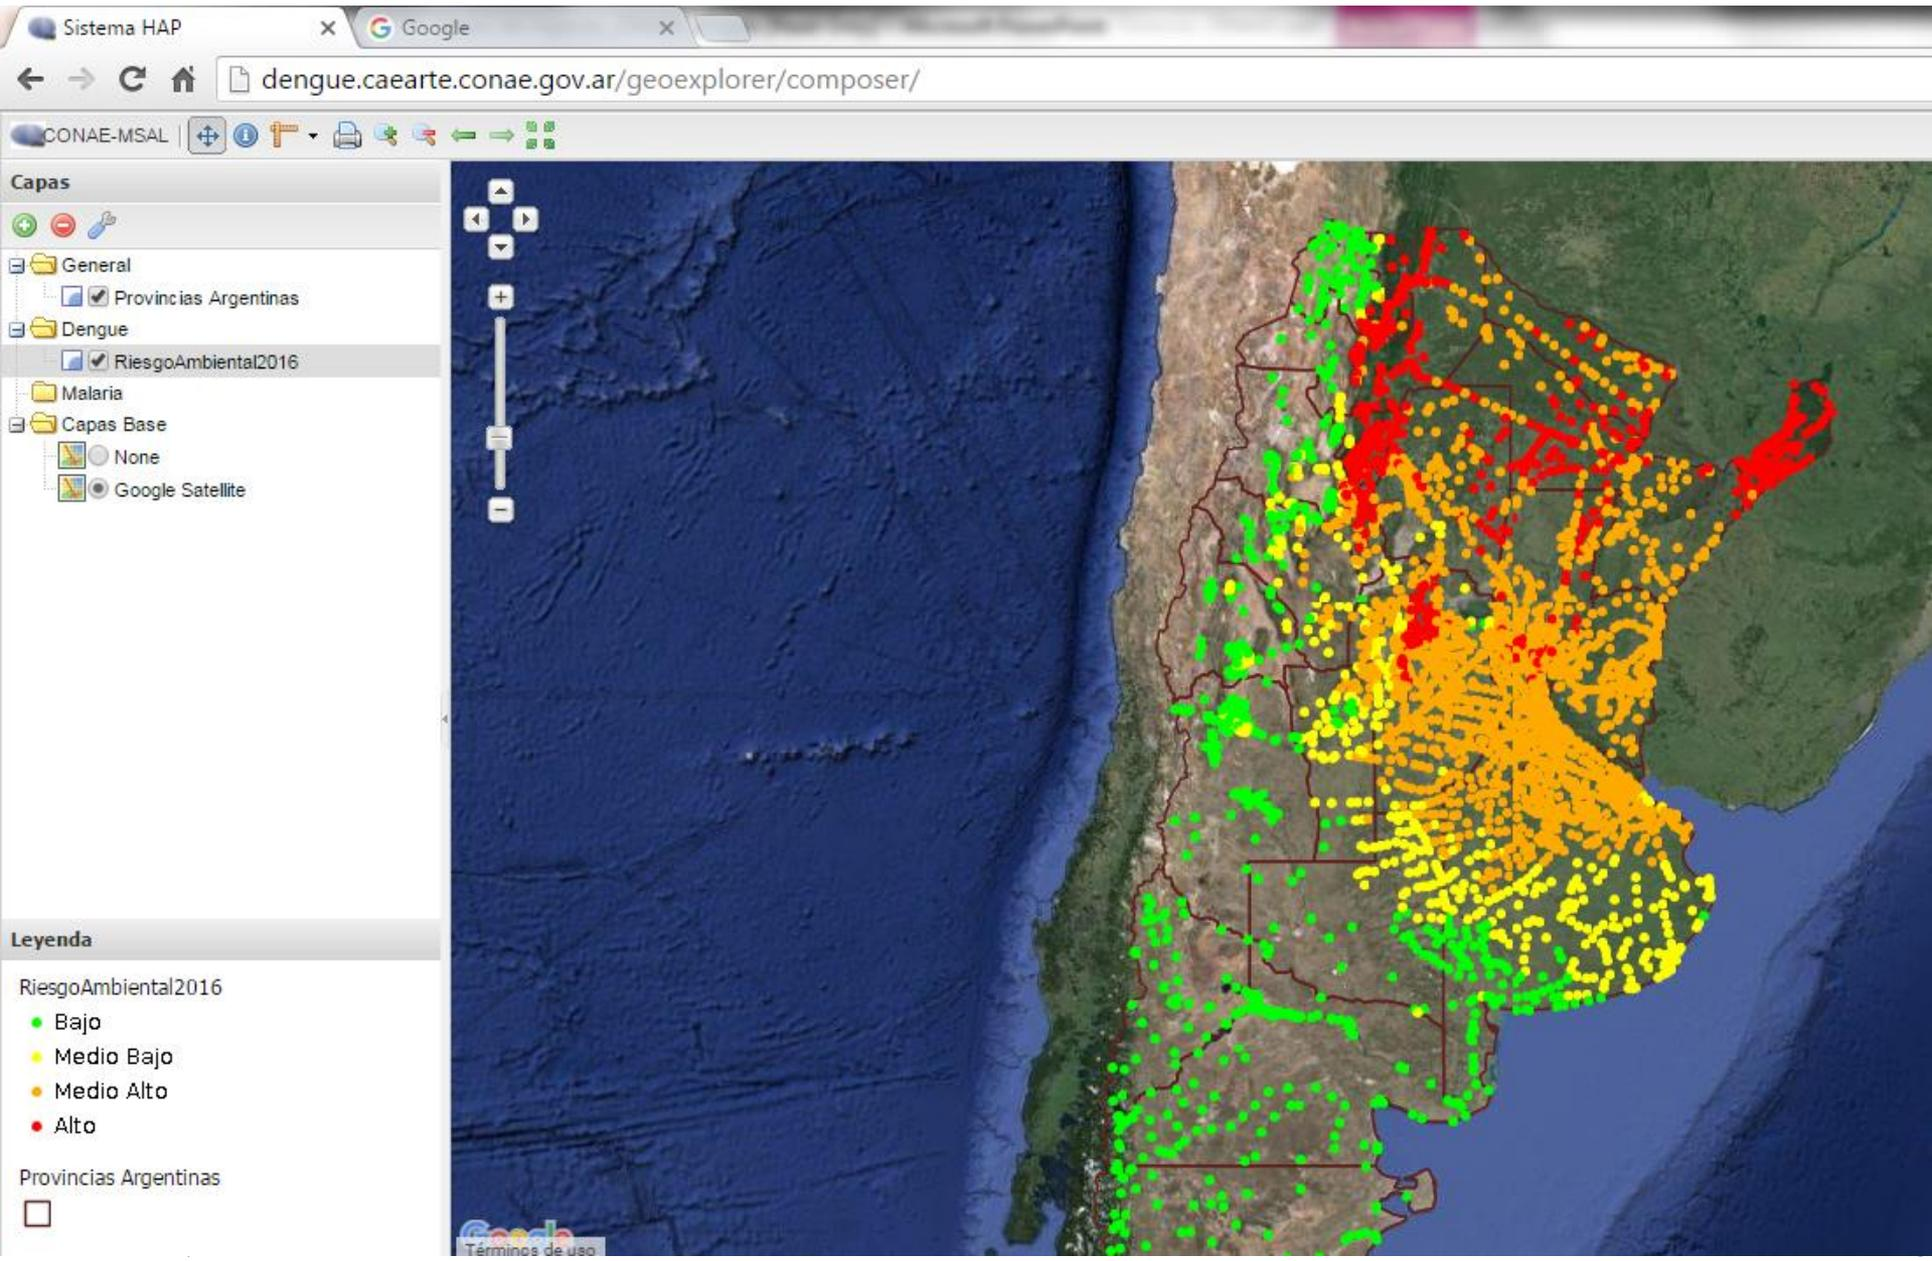 Sistema HAP
Google
dengue.caearte.conae.gov.ar/geoexplorer/composer/
CONAE-MSAL
Capas
General
Provincias Argentinas
Dengue
RiesgoAmbiental2016
Malaria
Capas Base
None
Google Satellite
Leyenda
RiesgoAmbiental2016
Bajo
Medio Bajo
Medio Alto
Alto
Provincias Argentinas
Google
Términos de uso